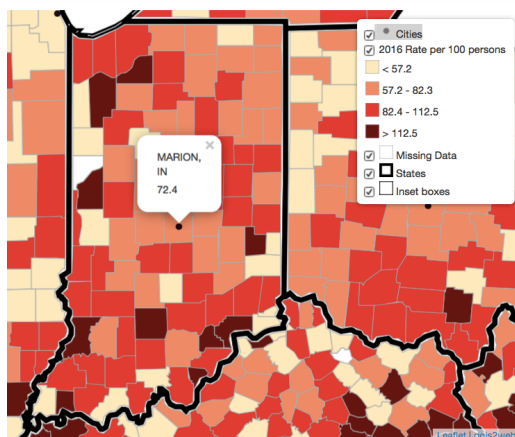 Cities
2016 Rate per 100 persons
< 57.2
57.2 - 82.3
82.4 - 112.5
> 112.5
Missing Data
States
Inset boxes
MARION,
IN
72.4
Leaflet | qgis2web